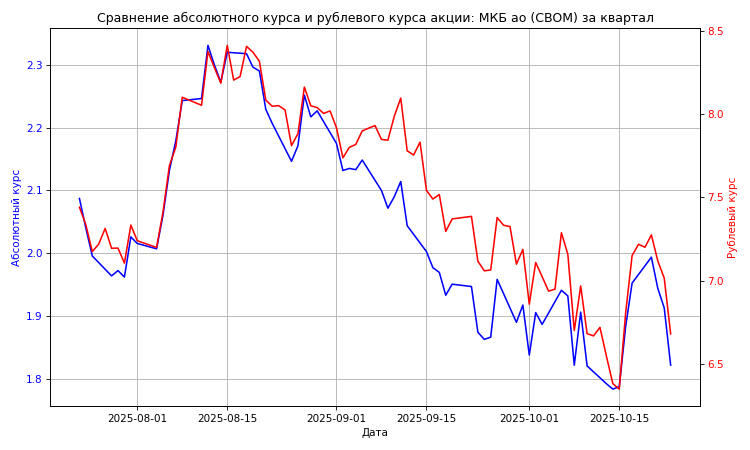 Сравнение абсолютного курса и рублевого курса акции: МКБ ао (CBOM) за квартал
Абсолютный курс
2.3
2.2
2.1
2.0
1.9
1.8
8.5
8.0
7.5
7.0
6.5
Рублевый курс
2025-08-01 2025-08-15 2025-09-01 2025-09-15 2025-10-01 2025-10-15
Дата